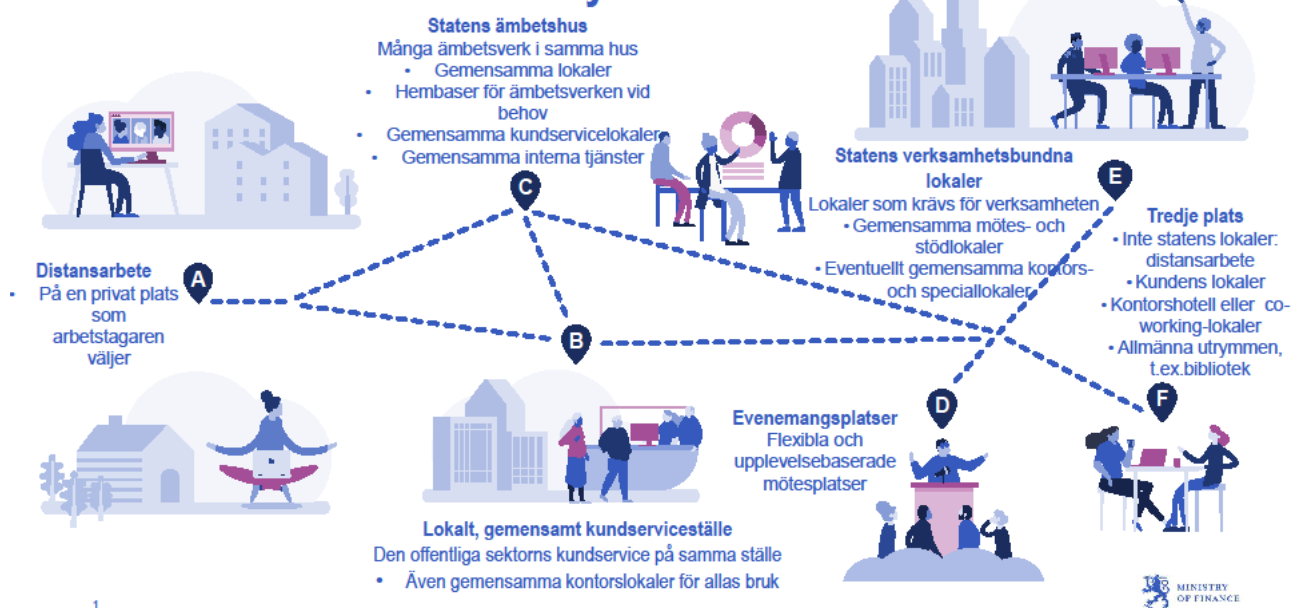 Statens ämbetshus
Många ämbetsverk i samma hus
• Gemensamma lokaler
• Hembaser för ämbetsverken vid
behov
• Gemensamma kundservicelokaler
• Gemensamma interna tjänster
C
Statens verksamhetsbundna
lokaler
Lokaler som krävs för verksamheten
• Gemensamma mötes- och
stödlokaler
• Eventuellt gemensamma kontors-
och speciallokaler
E
Tredje plats
• Inte statens lokaler:
distansarbete
• Kundens lokaler
• Kontorshotell eller co-
working-lokaler
• Allmänna utrymmen,
t.ex.bibliotek
F
Distansarbete
• På en privat plats
som
arbetstagaren
väljer
A
B
Lokalt, gemensamt kundserviceställe
Den offentliga sektorns kundservice på samma ställe
• Även gemensamma kontorslokaler för allas bruk
Evenemangsplatser
Flexibla och
upplevelsebaserade
mötesplatser
D
1
MINISTRY
OF FINANCE